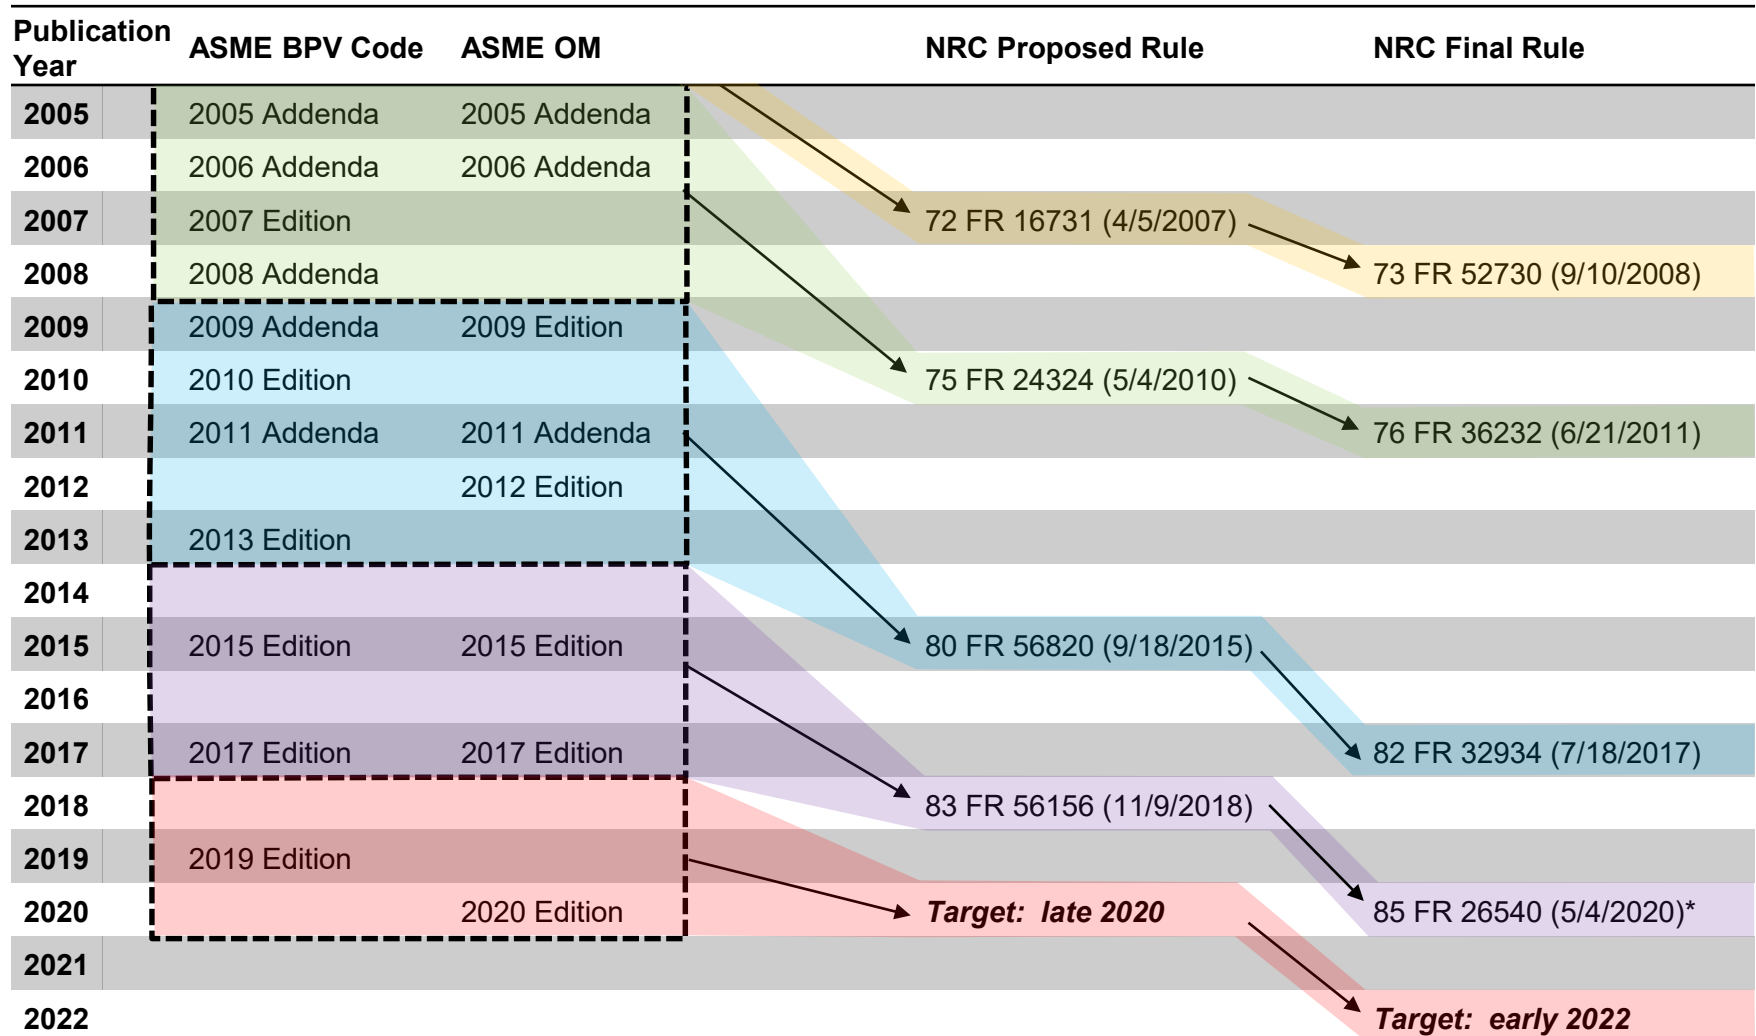 Publication Year ASME BPV Code ASME OM NRC Proposed Rule NRC Final Rule
2005 2005 Addenda 2005 Addenda
2006 2006 Addenda 2006 Addenda
2007 2007 Edition 72 FR 16731 (4/5/2007)
2008 2008 Addenda 73 FR 52730 (9/10/2008)
2009 2009 Addenda 2009 Edition
2010 2010 Edition 75 FR 24324 (5/4/2010)
2011 2011 Addenda 2011 Addenda 76 FR 36232 (6/21/2011)
2012 2012 Edition
2013 2013 Edition
2014
2015 2015 Edition 2015 Edition 80 FR 56820 (9/18/2015)
2016
2017 2017 Edition 2017 Edition 82 FR 32934 (7/18/2017)
2018 83 FR 56156 (11/9/2018)
2019 2019 Edition
2020 2020 Edition Target: late 2020 85 FR 26540 (5/4/2020)*
2021
2022 Target: early 2022